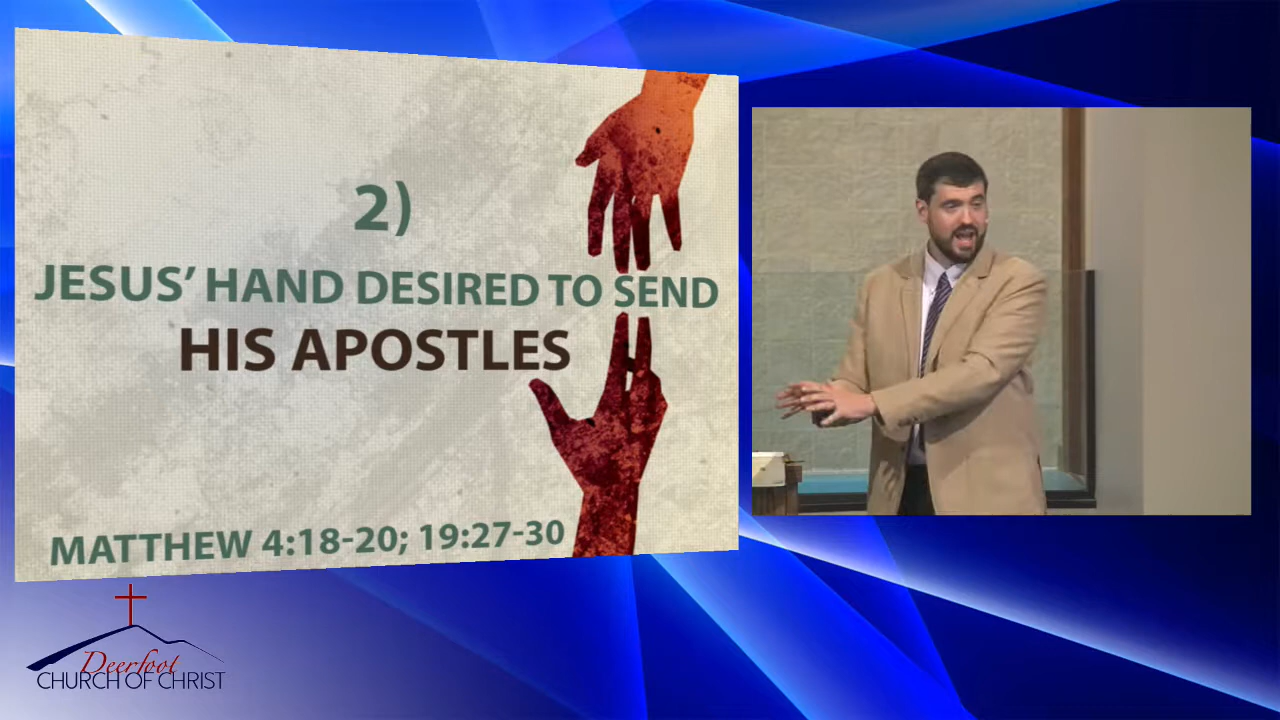 2)
JESUS’ HAND DESIRED TO SEND
HIS APOSTLES
MATTHEW 4:18-20; 19:27-30
Deerfoot
CHURCH OF CHRIST